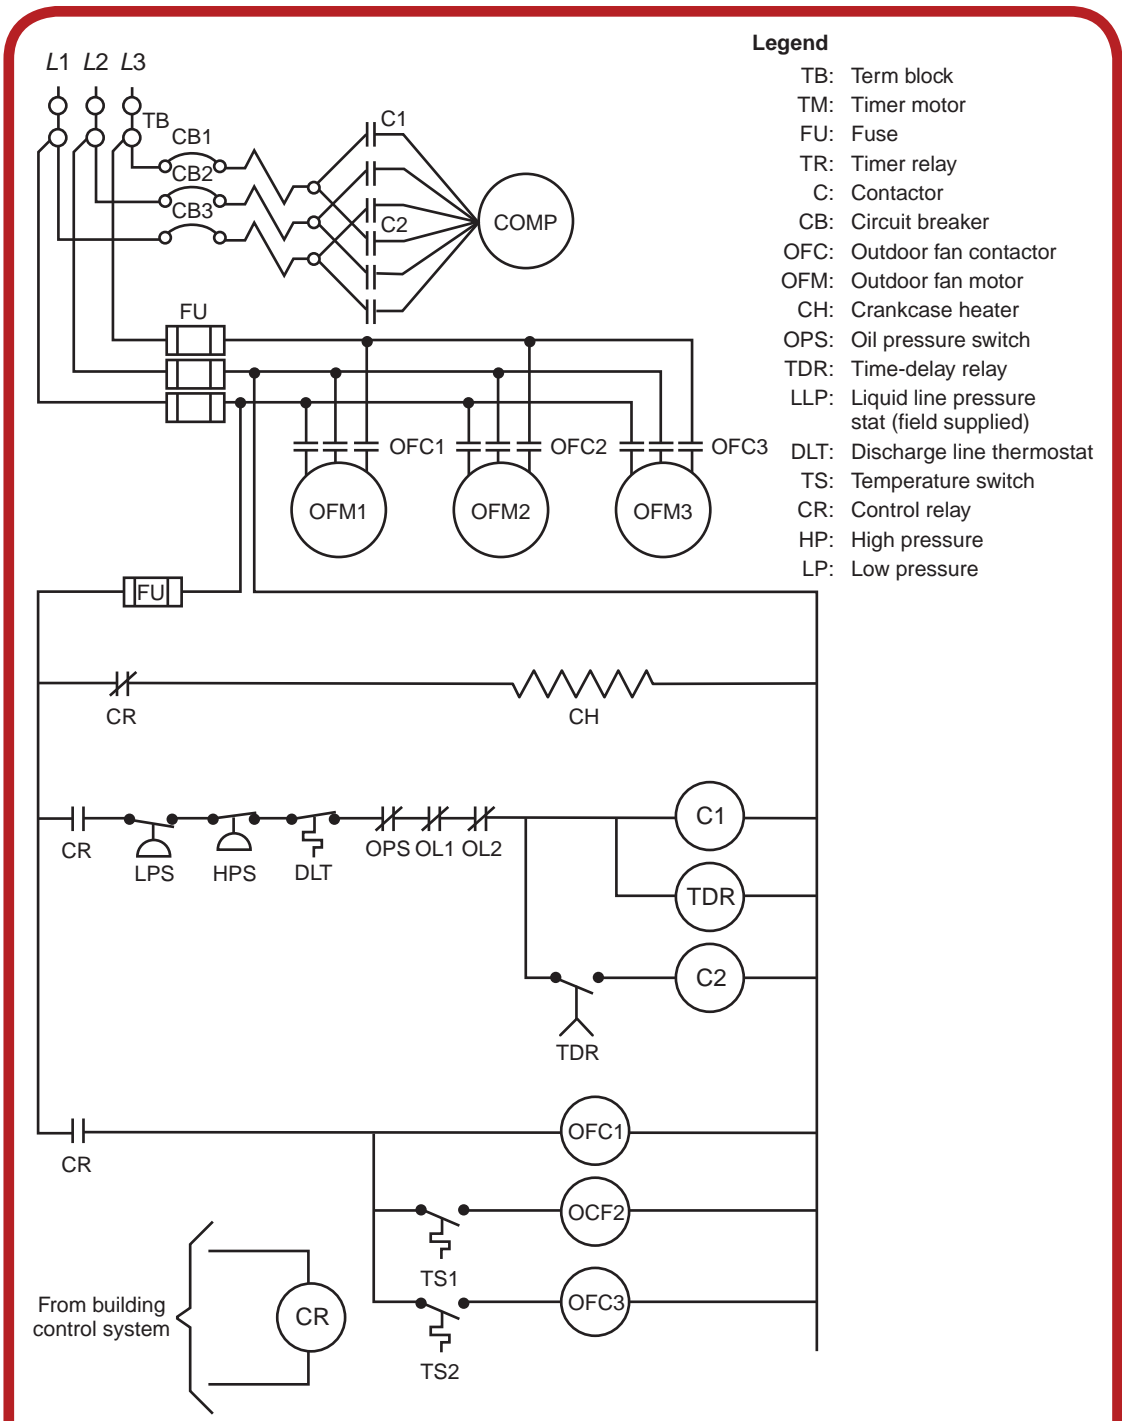 L1 L2 L3
TB
CB1
CB2
CB3
C1
C2
COMP
FU
OFC1
OFC2
OFC3
OFM1
OFM2
OFM3
Legend
TB: Term block
TM: Timer motor
FU: Fuse
TR: Timer relay
C: Contactor
CB: Circuit breaker
OFC: Outdoor fan contactor
OFM: Outdoor fan motor
CH: Crankcase heater
OPS: Oil pressure switch
TDR: Time-delay relay
LLP: Liquid line pressure
stat (field supplied)
DLT: Discharge line thermostat
TS: Temperature switch
CR: Control relay
HP: High pressure
LP: Low pressure
FU
CR
CH
CR
LPS
HPS
DLT
OPS OL1 OL2
C1
TDR
C2
TDR
CR
OFC1
OCF2
TS1
OFC3
TS2
From building
control system
CR